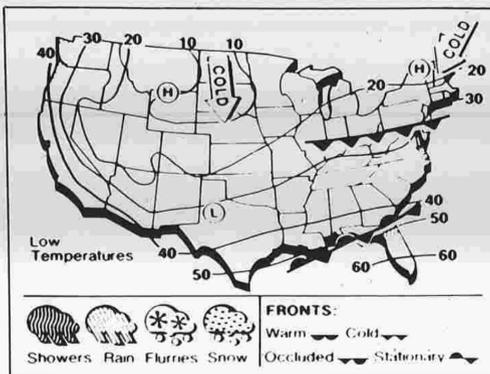 40 30 20 10 10
COLD
H
H
COLD
20
20
30
L
Low
Temperatures
40
50
40
50
60
60
Showers Rain Flurries Snow
FRONTS:
Warm Cold
Occluded Stationary